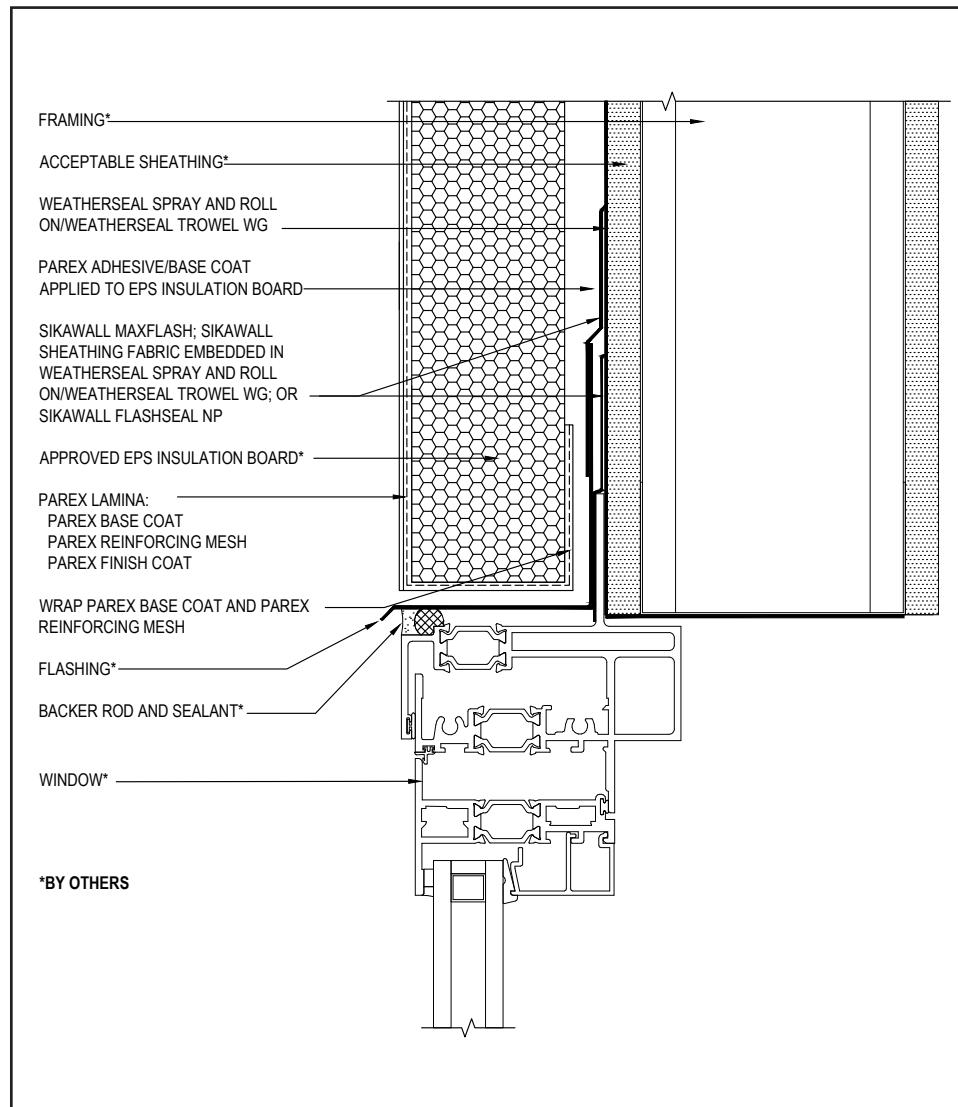 FRAMING*
ACCEPTABLE SHEATHING*
WEATHERSEAL SPRAY AND ROLL
ON/WEATHERSEAL TROWEL WG
PAREX ADHESIVE/BASE COAT
APPLIED TO EPS INSULATION BOARD
SIKAWALL MAXFLASH; SIKAWALL
SHEATHING FABRIC EMBEDDED IN
WEATHERSEAL SPRAY AND ROLL
ON/WEATHERSEAL TROWEL WG; OR
SIKAWALL FLASHSEAL NP
APPROVED EPS INSULATION BOARD*
PAREX LAMINA:
PAREX BASE COAT
PAREX REINFORCING MESH
PAREX FINISH COAT
WRAP PAREX BASE COAT AND PAREX
REINFORCING MESH
FLASHING*
BACKER ROD AND SEALANT*
WINDOW*
*BY OTHERS